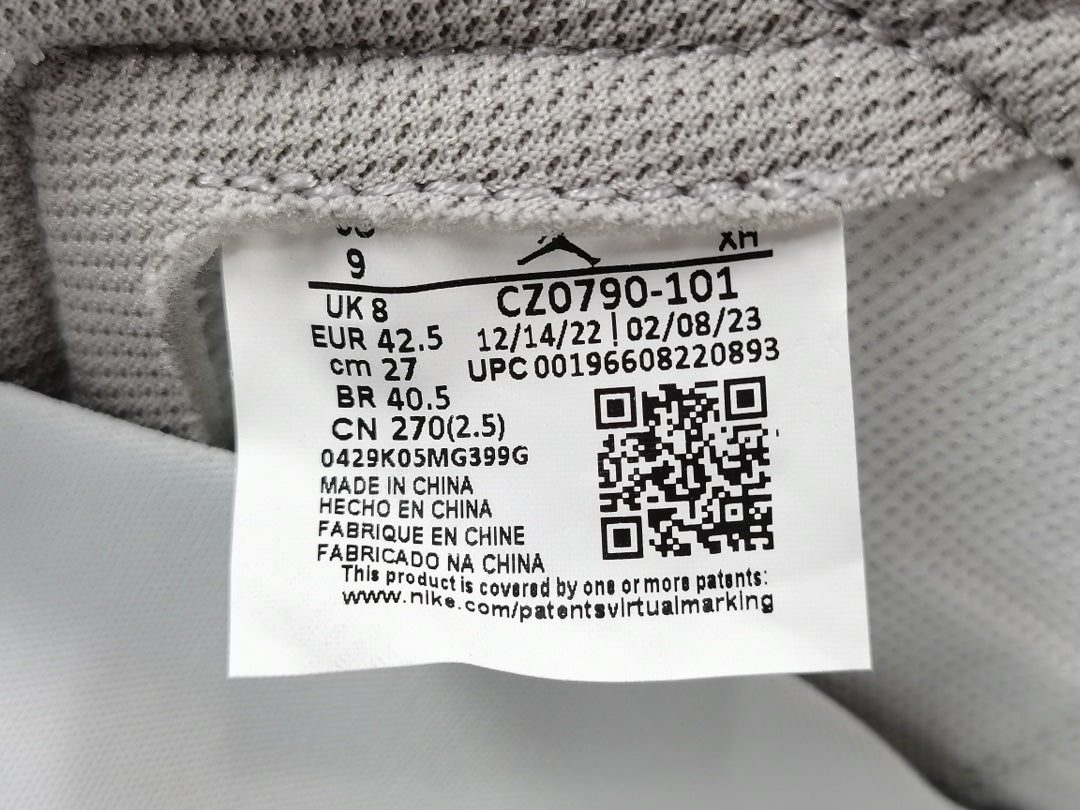 9
XH
UK 8
CZ0790-101
EUR 42.5
12/14/22 | 02/08/23
cm 27
UPC 00196608220893
BR 40.5
CN 270(2.5)
0429K05MG399G
MADE IN CHINA
HECHO EN CHINA
FABRIQUE EN CHINE
FABRICADO NA CHINA
This product is covered by one or more patents:
www.nike.com/patentsvirtualmarking